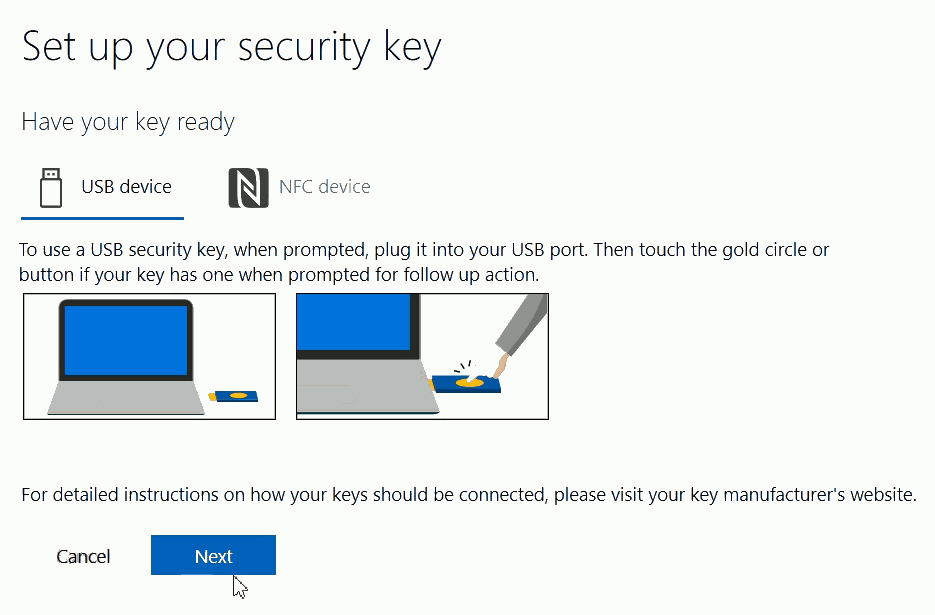 Set up your security key
Have your key ready
USB device
NFC device
To use a USB security key, when prompted, plug it into your USB port. Then touch the gold circle or
button if your key has one when prompted for follow up action.
For detailed instructions on how your keys should be connected, please visit your key manufacturer's website.
Cancel
Next